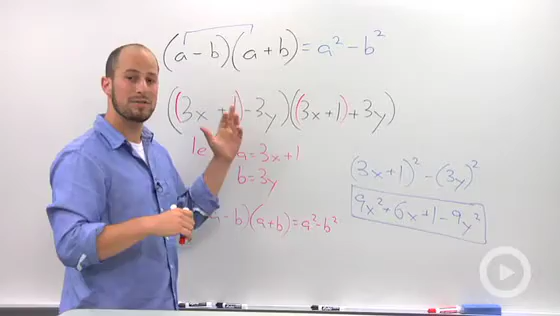 (a - b)(a + b) = a² - b²
((3x + 1) - 3y)((3x + 1) + 3y)
le a = 3x + 1
b = 3y
a - b)(a + b) = a² - b²
(3x + 1)² - (3y)²
9x² + 6x + 1 - 9y²